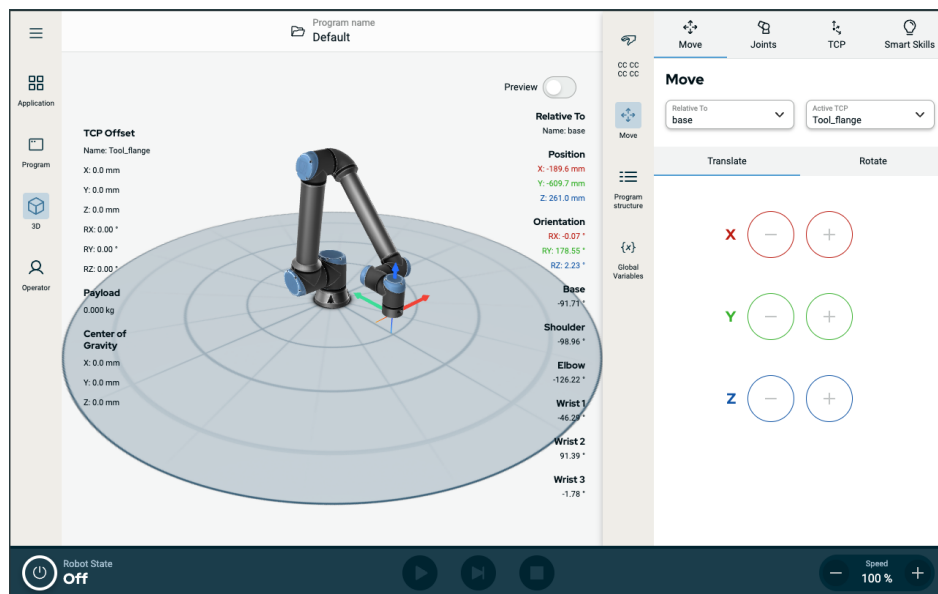 Program name
Default
Application
Program
3D
Operator
Preview
TCP Offset
Name: Tool_flange
X: 0.0 mm
Y: 0.0 mm
Z: 0.0 mm
RX: 0.00 °
RY: 0.00 °
RZ: 0.00 °
Payload
0.000 kg
Center of
Gravity
X: 0.0 mm
Y: 0.0 mm
Z: 0.0 mm
Relative To
Name: base
Position
X: -189.6 mm
Y: -609.7 mm
Z: 261.0 mm
Orientation
RX: -0.07 °
RY: 178.55 °
RZ: 2.23 °
Base
-91.71 °
Shoulder
-98.96 °
Elbow
-126.22 °
Wrist 1
-46.29 °
Wrist 2
91.39 °
Wrist 3
-1.78 °
CC CC
CC CC
Move
Program
structure
{x}
Global
Variables
Move
Joints
TCP
Smart Skills
Move
Relative To
base
Active TCP
Tool_flange
Translate
Rotate
X − +
Y − +
Z − +
Robot State
Off
Speed
− 100 % +